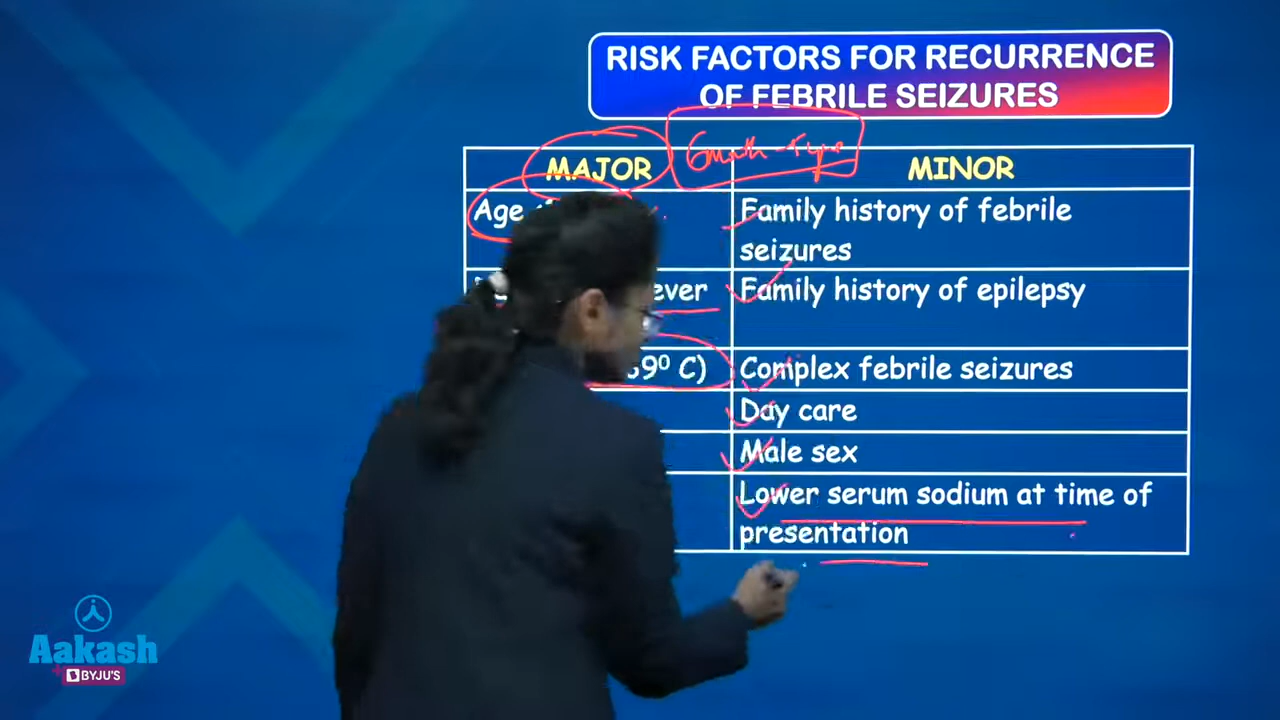 RISK FACTORS FOR RECURRENCE
OF FEBRILE SEIZURES
MAJOR
MINOR
Age
Family history of febrile
seizures
Family history of epilepsy
C)
Complex febrile seizures
Day care
Male sex
Lower serum sodium at time of
presentation
Aakash
BYJU'S